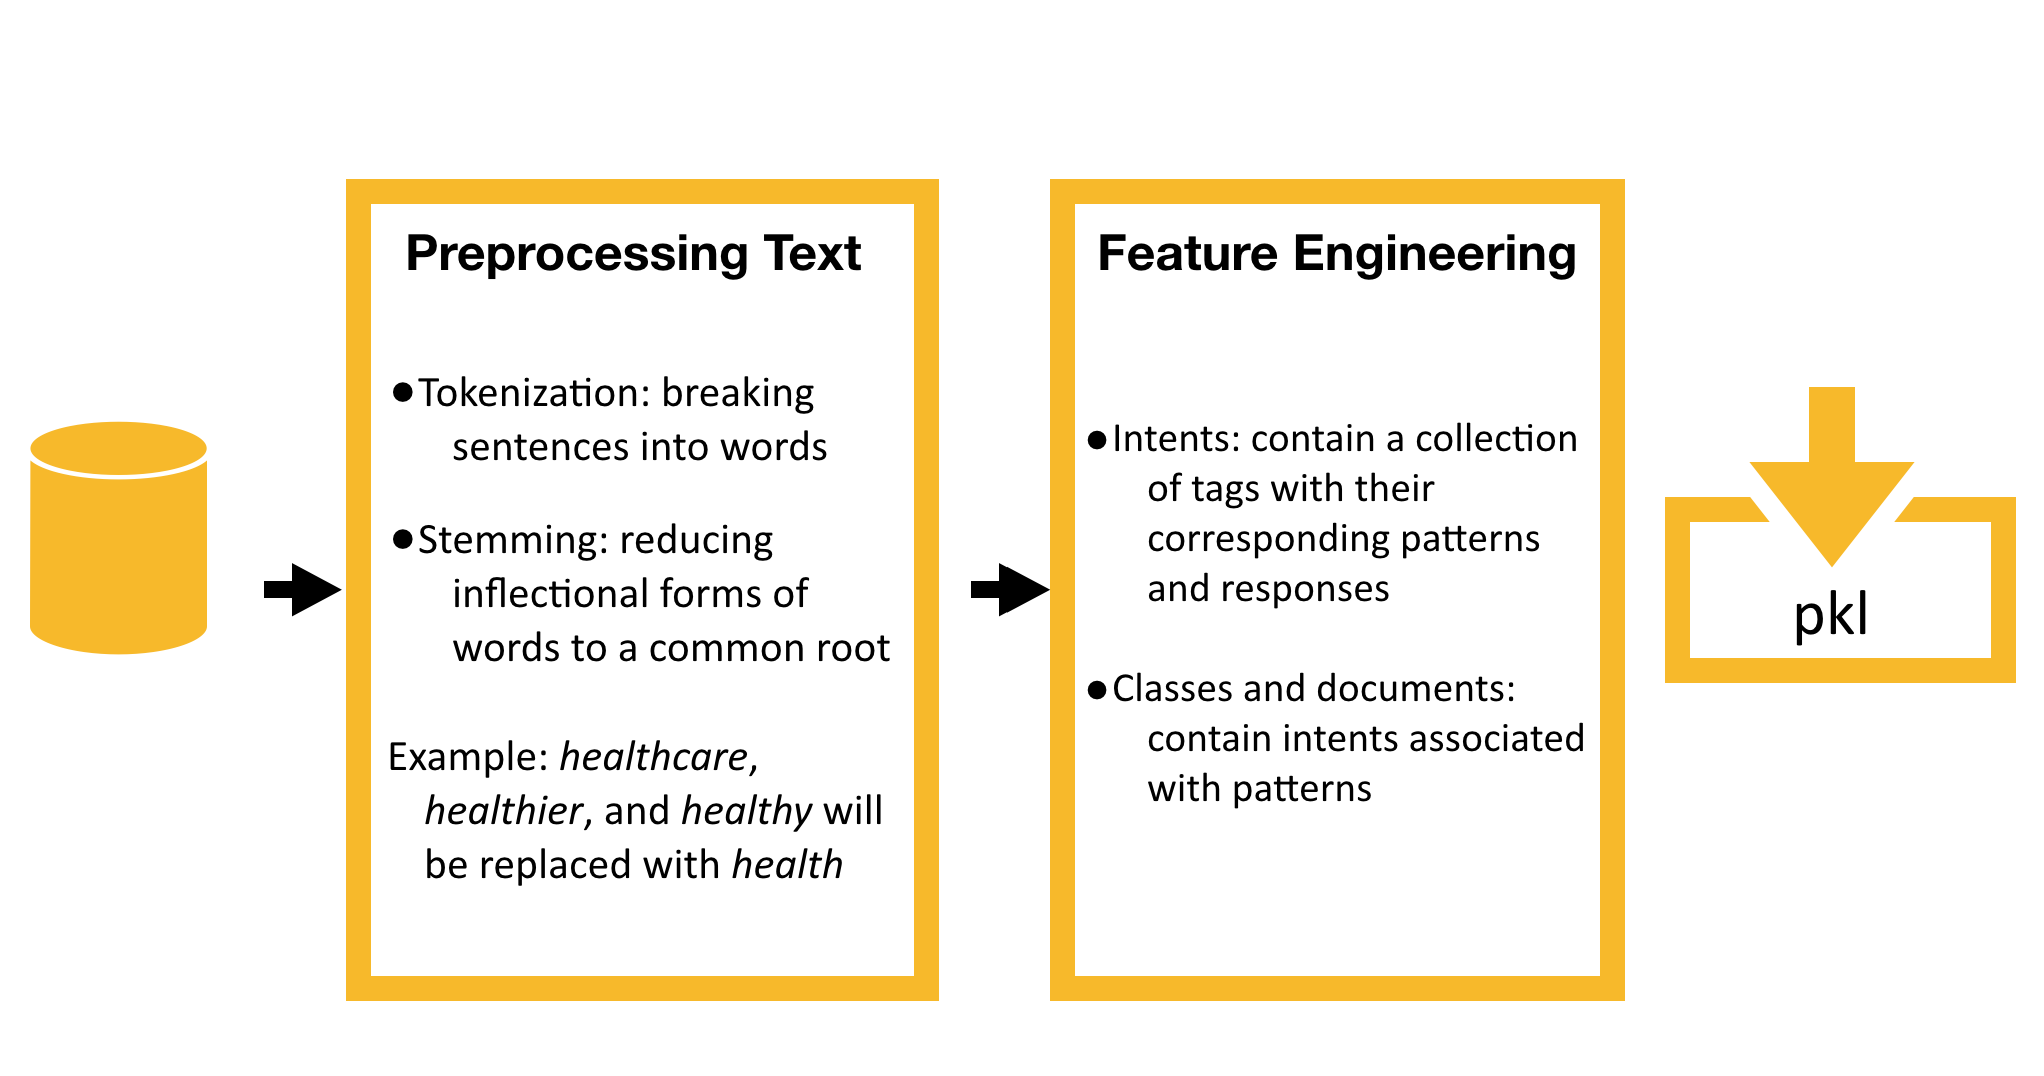 Preprocessing Text
●Tokenization: breaking
sentences into words
●Stemming: reducing
inflectional forms of
words to a common root
Example: healthcare,
healthier, and healthy will
be replaced with health
Feature Engineering
●Intents: contain a collection
of tags with their
corresponding patterns
and responses
●Classes and documents:
contain intents associated
with patterns
pkl